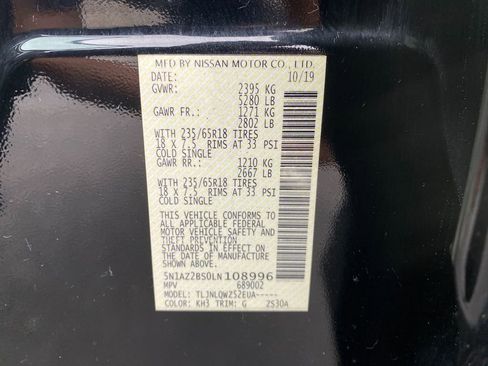 MFD BY NISSAN MOTOR CO., LTD.
DATE: 10/19
GVWR: 2395 KG
5280 LB
GAWR FR.: 1271 KG
2802 LB
WITH 235/65R18 TIRES
18 X 7.5 RIMS AT 33 PSI
COLD SINGLE
GAWR RR.: 1210 KG
2667 LB
WITH 235/65R18 TIRES
18 X 7.5 RIMS AT 33 PSI
COLD SINGLE
THIS VEHICLE CONFORMS TO
ALL APPLICABLE FEDERAL
MOTOR VEHICLE SAFETY AND
THEFT PREVENTION
STANDARDS IN EFFECT ON
THE DATE OF MANUFACTURE
SHOWN ABOVE
5N1AZ2BS0LN108996
MPV 689002
MODEL: TLJNLQWZS2EUA-----
COLOR: KH3 TRIM: G ZS30A